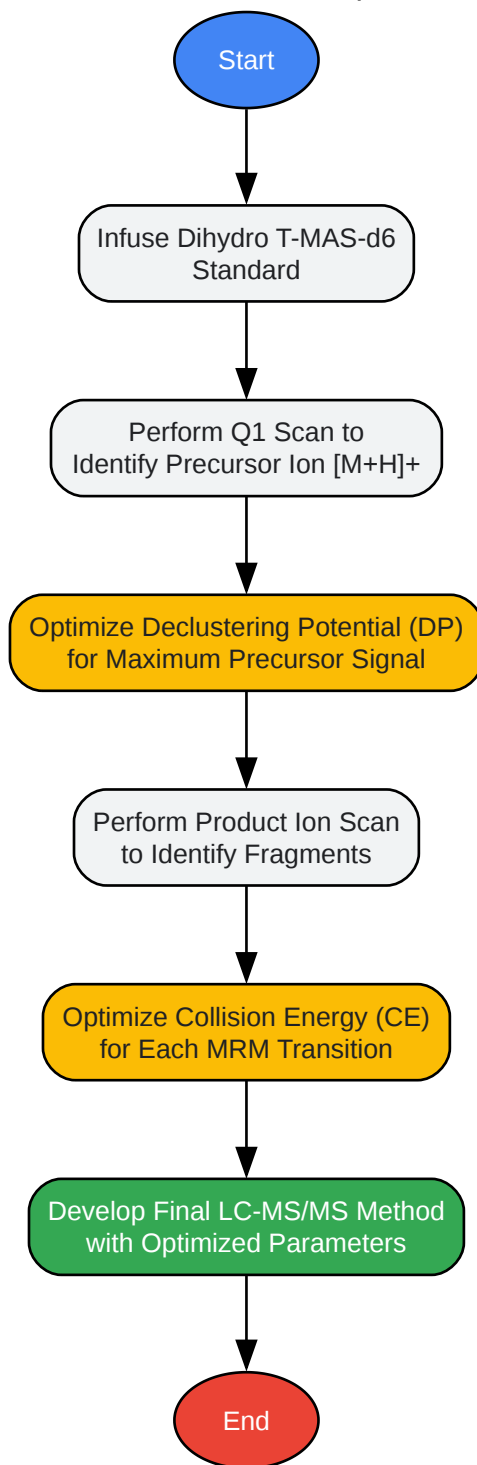 Start
Infuse Dihydro T-MAS-d6
Standard
Perform Q1 Scan to
Identify Precursor Ion [M+H]+
Optimize Declustering Potential (DP)
for Maximum Precursor Signal
Perform Product Ion Scan
to Identify Fragments
Optimize Collision Energy (CE)
for Each MRM Transition
Develop Final LC-MS/MS Method
with Optimized Parameters
End